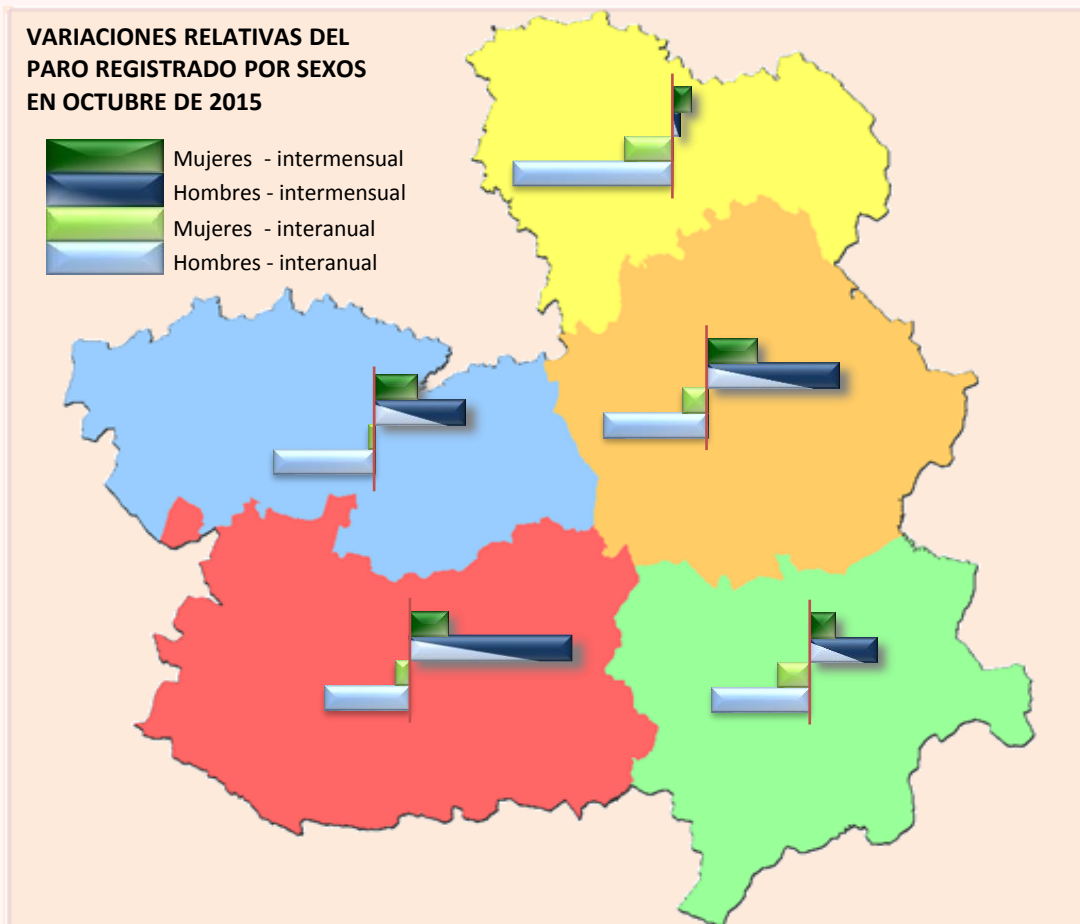 VARIACIONES RELATIVAS DEL
PARO REGISTRADO POR SEXOS
EN OCTUBRE DE 2015
Mujeres - intermensual
Hombres - intermensual
Mujeres - interanual
Hombres - interanual